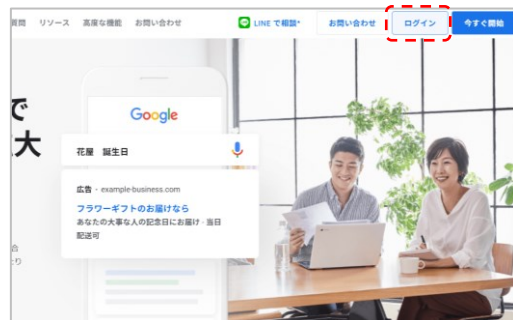 質問 リソース 高度な機能 お問い合わせ LINE で相談* お問い合わせ ログイン 今すぐ開始
で
大
Google
花屋 誕生日
広告・example-business.com
フラワーギフトのお届けなら
あなたの大事な人の記念日にお届け・当日
配送可
合
たり